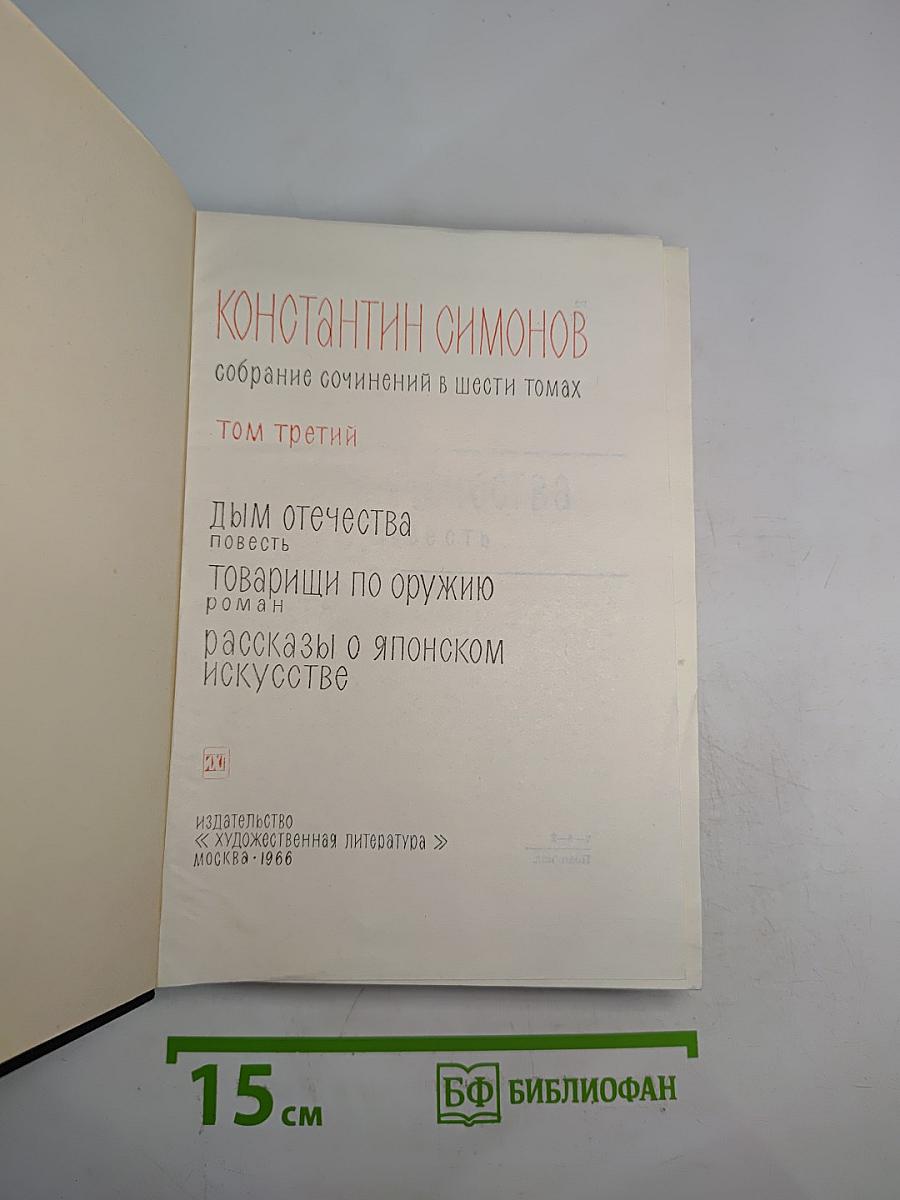 Константин Симонов
собрание сочинений в шести томах
том третий
дым отечества
повесть
товарищи по оружию
роман
рассказы о японском
искусстве
издательство
« художественная литература »
москва · 1966
15 см
БФ БИБЛИОФАН